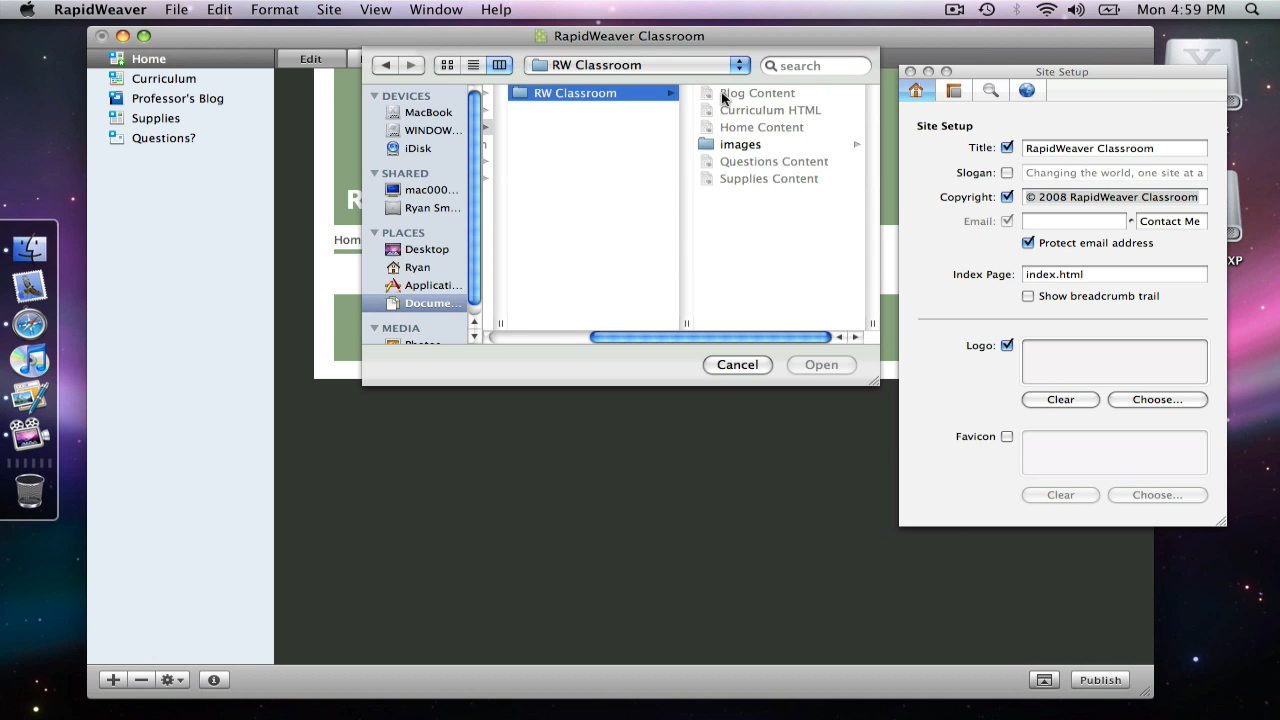 RapidWeaver File Edit Format Site View Window Help Mon 4:59 PM
RapidWeaver Classroom
Home
Curriculum
Professor's Blog
Supplies
Questions?
Edit
R
Hom
RW Classroom
search
DEVICES
MacBook
WINDOW...
iDisk
SHARED
mac000...
Ryan Sm...
PLACES
Desktop
Ryan
Applicati...
Docume...
MEDIA
RW Classroom
Blog Content
Curriculum HTML
Home Content
images
Questions Content
Supplies Content
Cancel
Open
Site Setup
Site Setup
Title: RapidWeaver Classroom
Slogan: Changing the world, one site at a
Copyright: © 2008 RapidWeaver Classroom
Email: Contact Me
Protect email address
Index Page: index.html
Show breadcrumb trail
Logo:
Clear Choose...
Favicon
Clear Choose...
XP
Publish